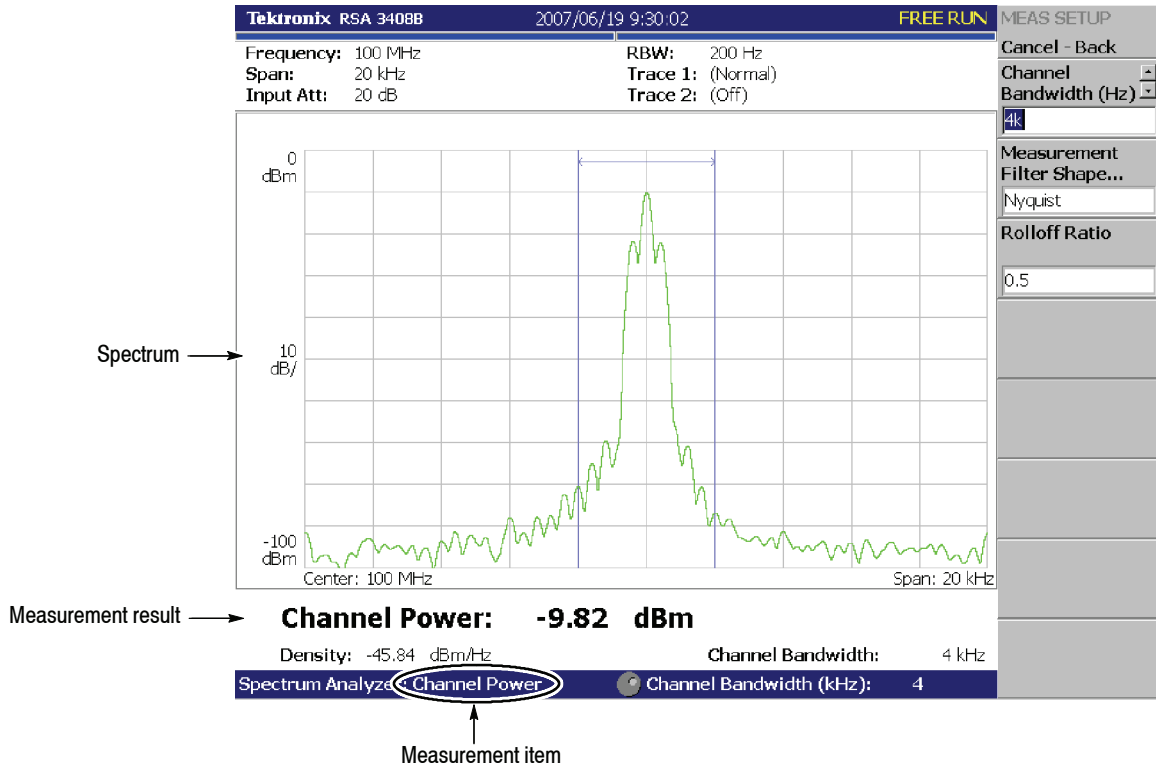 Tektronix RSA 3408B 2007/06/19 9:30:02 FREE RUN
Frequency: 100 MHz
Span: 20 kHz
Input Att: 20 dB
RBW: 200 Hz
Trace 1: (Normal)
Trace 2: (Off)
MEAS SETUP
Cancel - Back
Channel
Bandwidth (Hz)
4k
Measurement
Filter Shape...
Nyquist
Rolloff Ratio
0.5
0
dBm
Spectrum
10
dB/
-100
dBm
Center: 100 MHz Span: 20 kHz
Measurement result
Channel Power: -9.82 dBm
Density: -45.84 dBm/Hz Channel Bandwidth: 4 kHz
Spectrum Analyze Channel Power Channel Bandwidth (kHz): 4
Measurement item